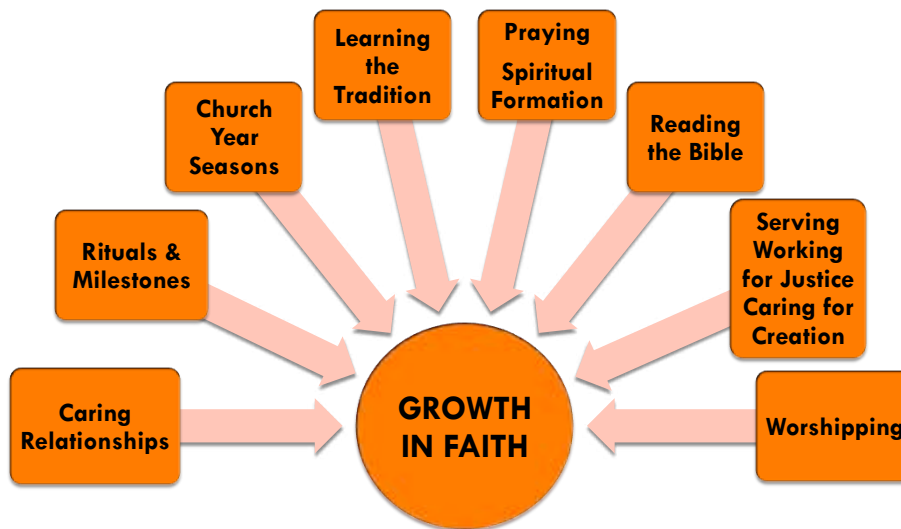 Caring
Relationships
Rituals &
Milestones
Church
Year
Seasons
Learning
the
Tradition
Praying
Spiritual
Formation
Reading
the Bible
Serving
Working
for Justice
Caring for
Creation
Worshipping
GROWTH
IN FAITH